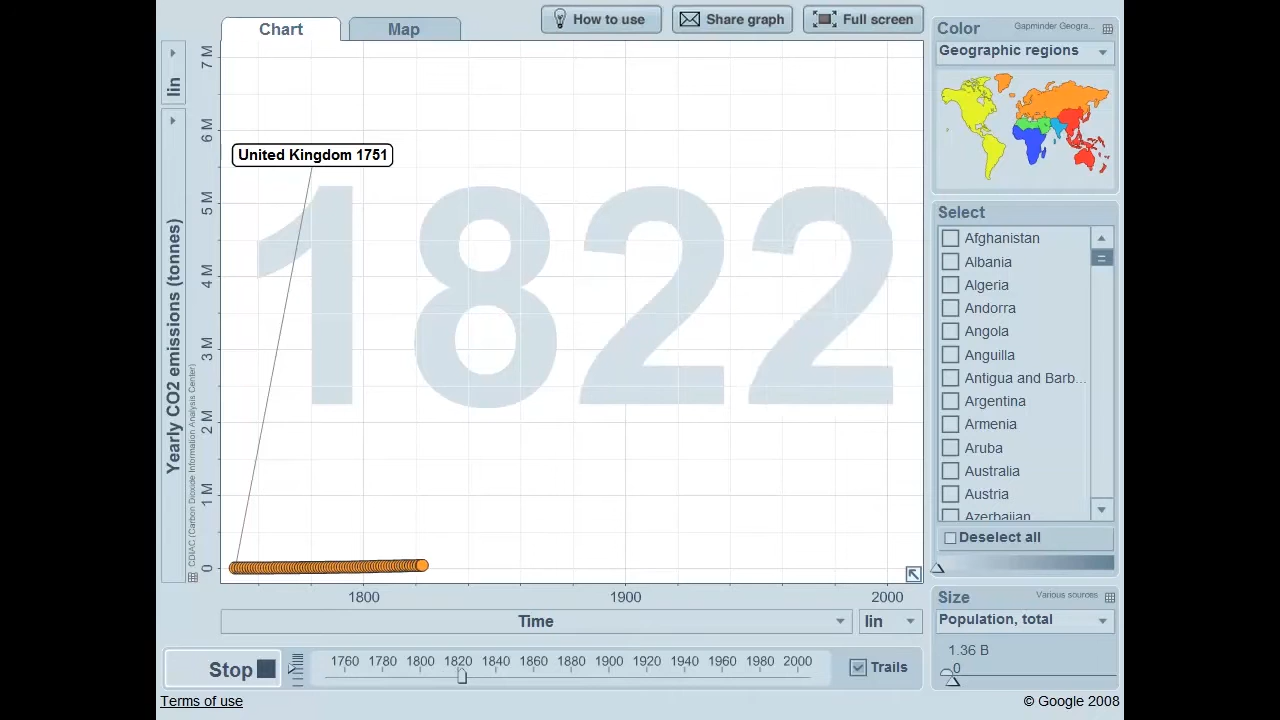 Chart
Map
How to use
Share graph
Full screen
Color
Gapminder Geogra...
Geographic regions
lin
Yearly CO2 emissions (tonnes)
CDIAC (Carbon Dioxide Information Analysis Center)
7 M
6 M
5 M
4 M
3 M
2 M
1 M
0
United Kingdom 1751
1822
Select
Afghanistan
Albania
Algeria
Andorra
Angola
Anguilla
Antigua and Barb...
Argentina
Armenia
Aruba
Australia
Austria
Azerbaijan
Deselect all
1800 1900 2000
Time
lin
Size
Various sources
Population, total
1.36 B
0
Stop
1760 1780 1800 1820 1840 1860 1880 1900 1920 1940 1960 1980 2000
Trails
Terms of use
© Google 2008